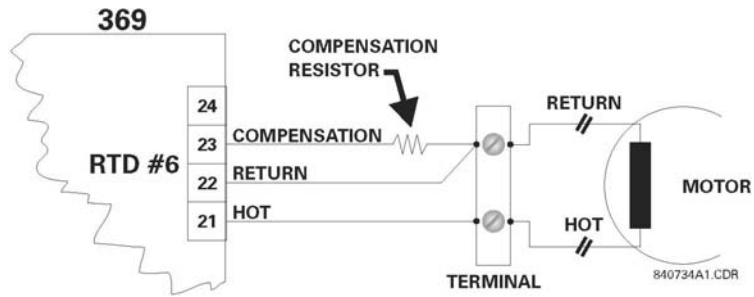 369
COMPENSATION
RESISTOR
24
23 COMPENSATION
RTD #6
22 RETURN
21 HOT
RETURN
HOT
MOTOR
TERMINAL
840734A1.CDR